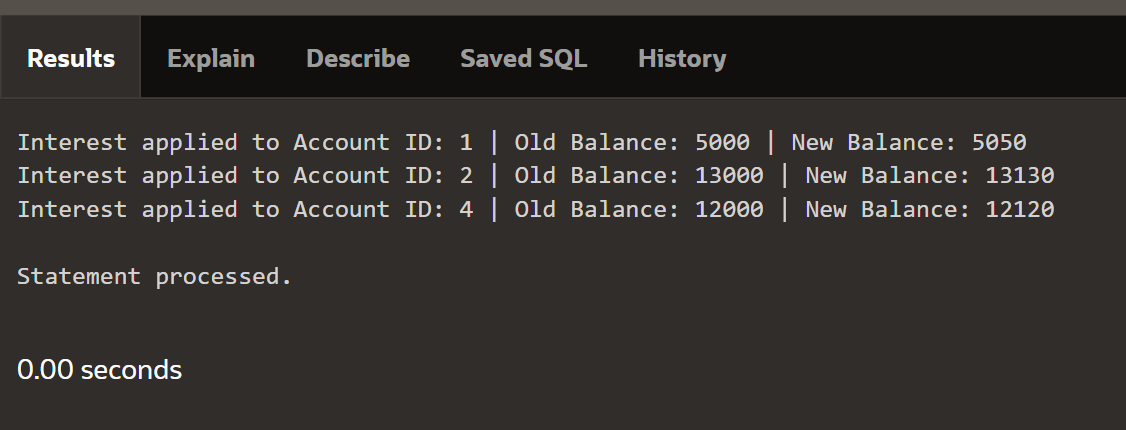 Results Explain Describe Saved SQL History
Interest applied to Account ID: 1 | Old Balance: 5000 | New Balance: 5050
Interest applied to Account ID: 2 | Old Balance: 13000 | New Balance: 13130
Interest applied to Account ID: 4 | Old Balance: 12000 | New Balance: 12120
Statement processed.
0.00 seconds